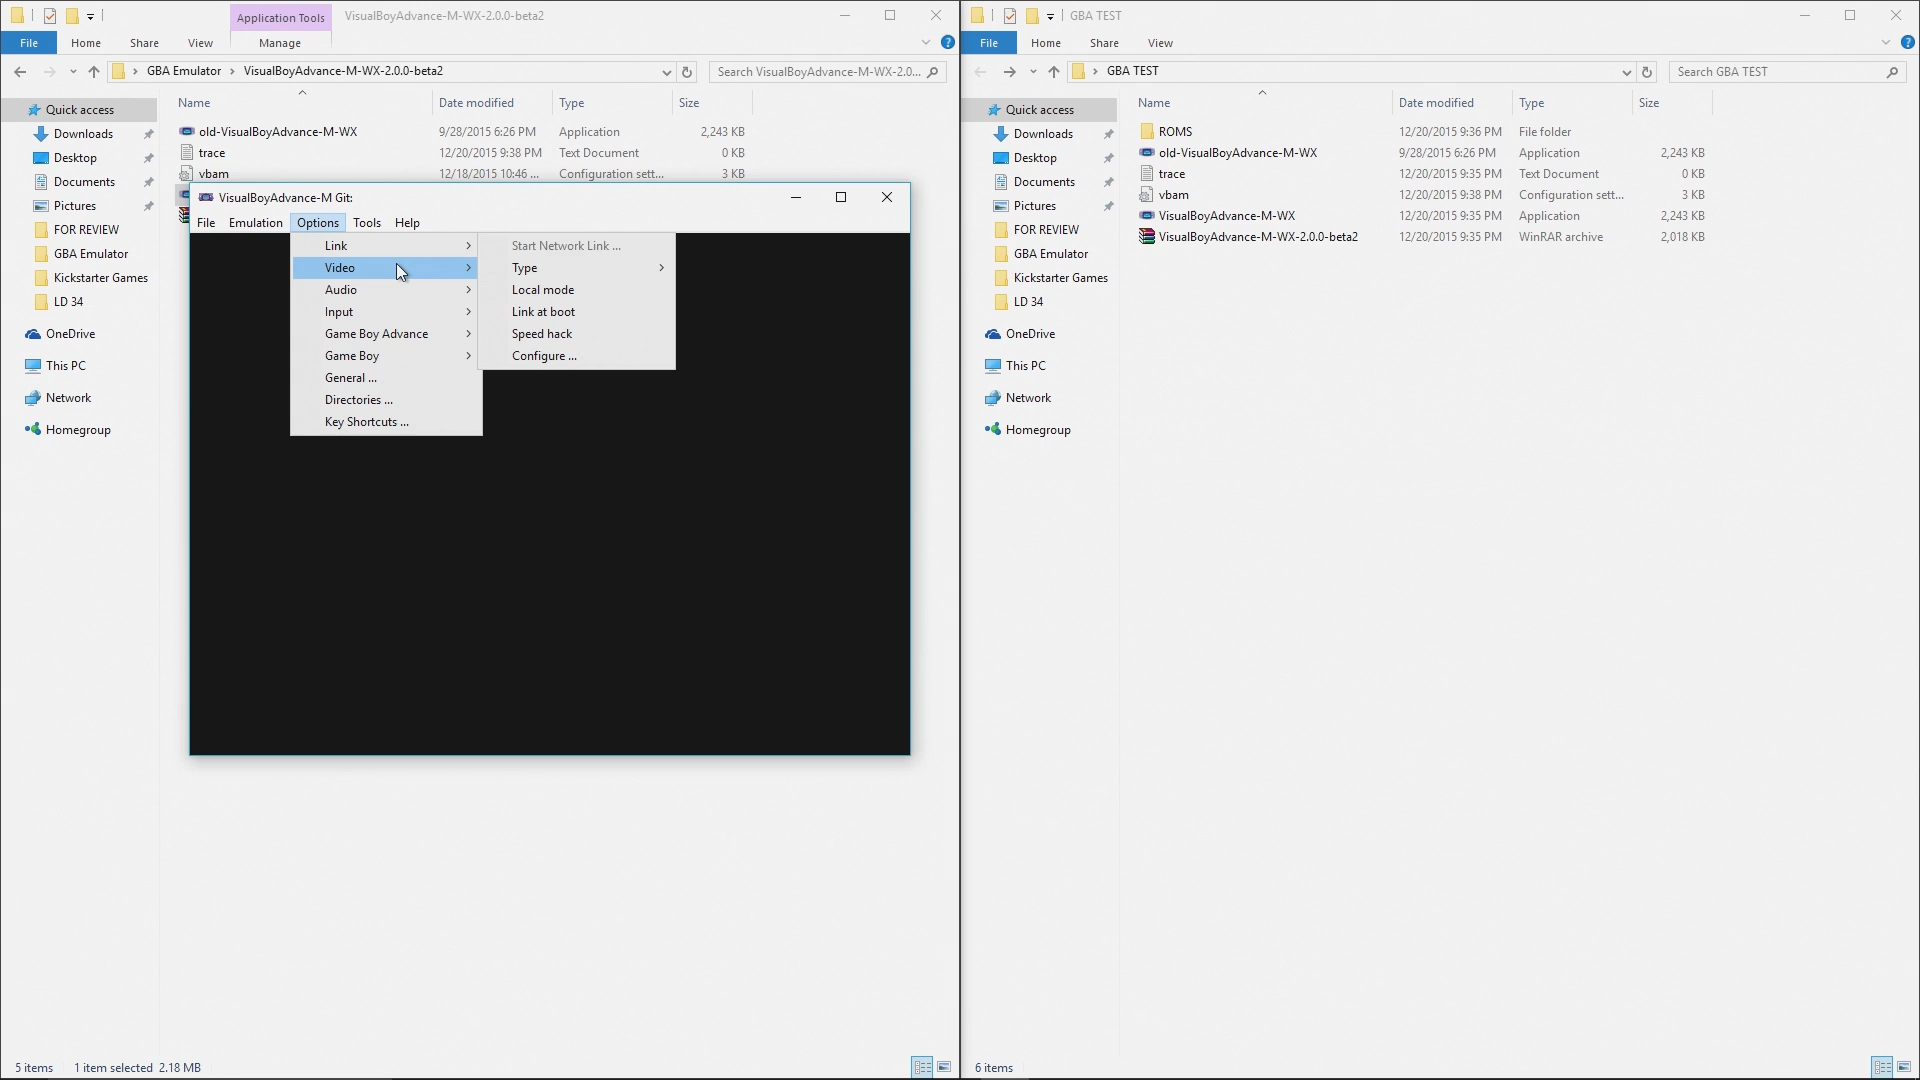 Application Tools
VisualBoyAdvance-M-WX-2.0.0-beta2
File
Home
Share
View
Manage
GBA Emulator
VisualBoyAdvance-M-WX-2.0.0-beta2
Search VisualBoyAdvance-M-WX-2.0...
Name
Date modified
Type
Size
Quick access
Downloads
Desktop
Documents
Pictures
FOR REVIEW
GBA Emulator
Kickstarter Games
LD 34
OneDrive
This PC
Network
Homegroup
old-VisualBoyAdvance-M-WX 9/28/2015 6:26 PM Application 2,243 KB
trace 12/20/2015 9:38 PM Text Document 0 KB
vbam 12/18/2015 10:46 ... Configuration sett... 3 KB
VisualBoyAdvance-M Git:
File Emulation Options Tools Help
Link
Video
Audio
Input
Game Boy Advance
Game Boy
General ...
Directories ...
Key Shortcuts ...
Start Network Link ...
Type
Local mode
Link at boot
Speed hack
Configure ...
5 items 1 item selected 2.18 MB
GBA TEST
File
Home
Share
View
GBA TEST
Search GBA TEST
Name
Date modified
Type
Size
Quick access
Downloads
Desktop
Documents
Pictures
FOR REVIEW
GBA Emulator
Kickstarter Games
LD 34
OneDrive
This PC
Network
Homegroup
ROMS 12/20/2015 9:36 PM File folder
old-VisualBoyAdvance-M-WX 9/28/2015 6:26 PM Application 2,243 KB
trace 12/20/2015 9:35 PM Text Document 0 KB
vbam 12/20/2015 9:38 PM Configuration sett... 3 KB
VisualBoyAdvance-M-WX 12/20/2015 9:35 PM Application 2,243 KB
VisualBoyAdvance-M-WX-2.0.0-beta2 12/20/2015 9:35 PM WinRAR archive 2,018 KB
6 items